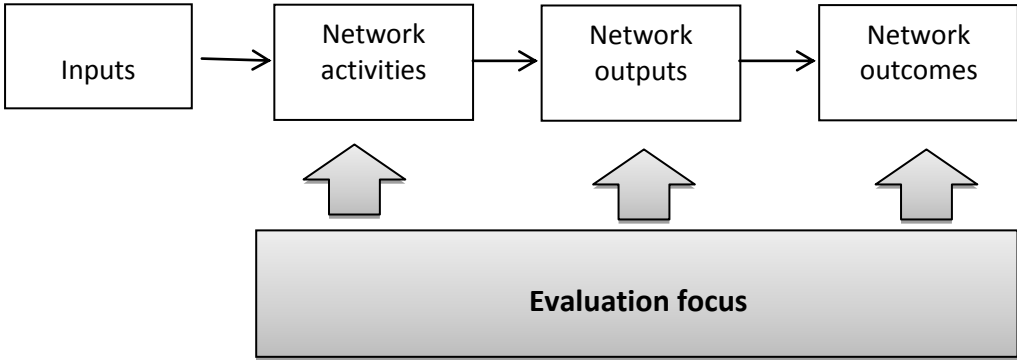 Inputs
Network
activities
Network
outputs
Network
outcomes
Evaluation focus